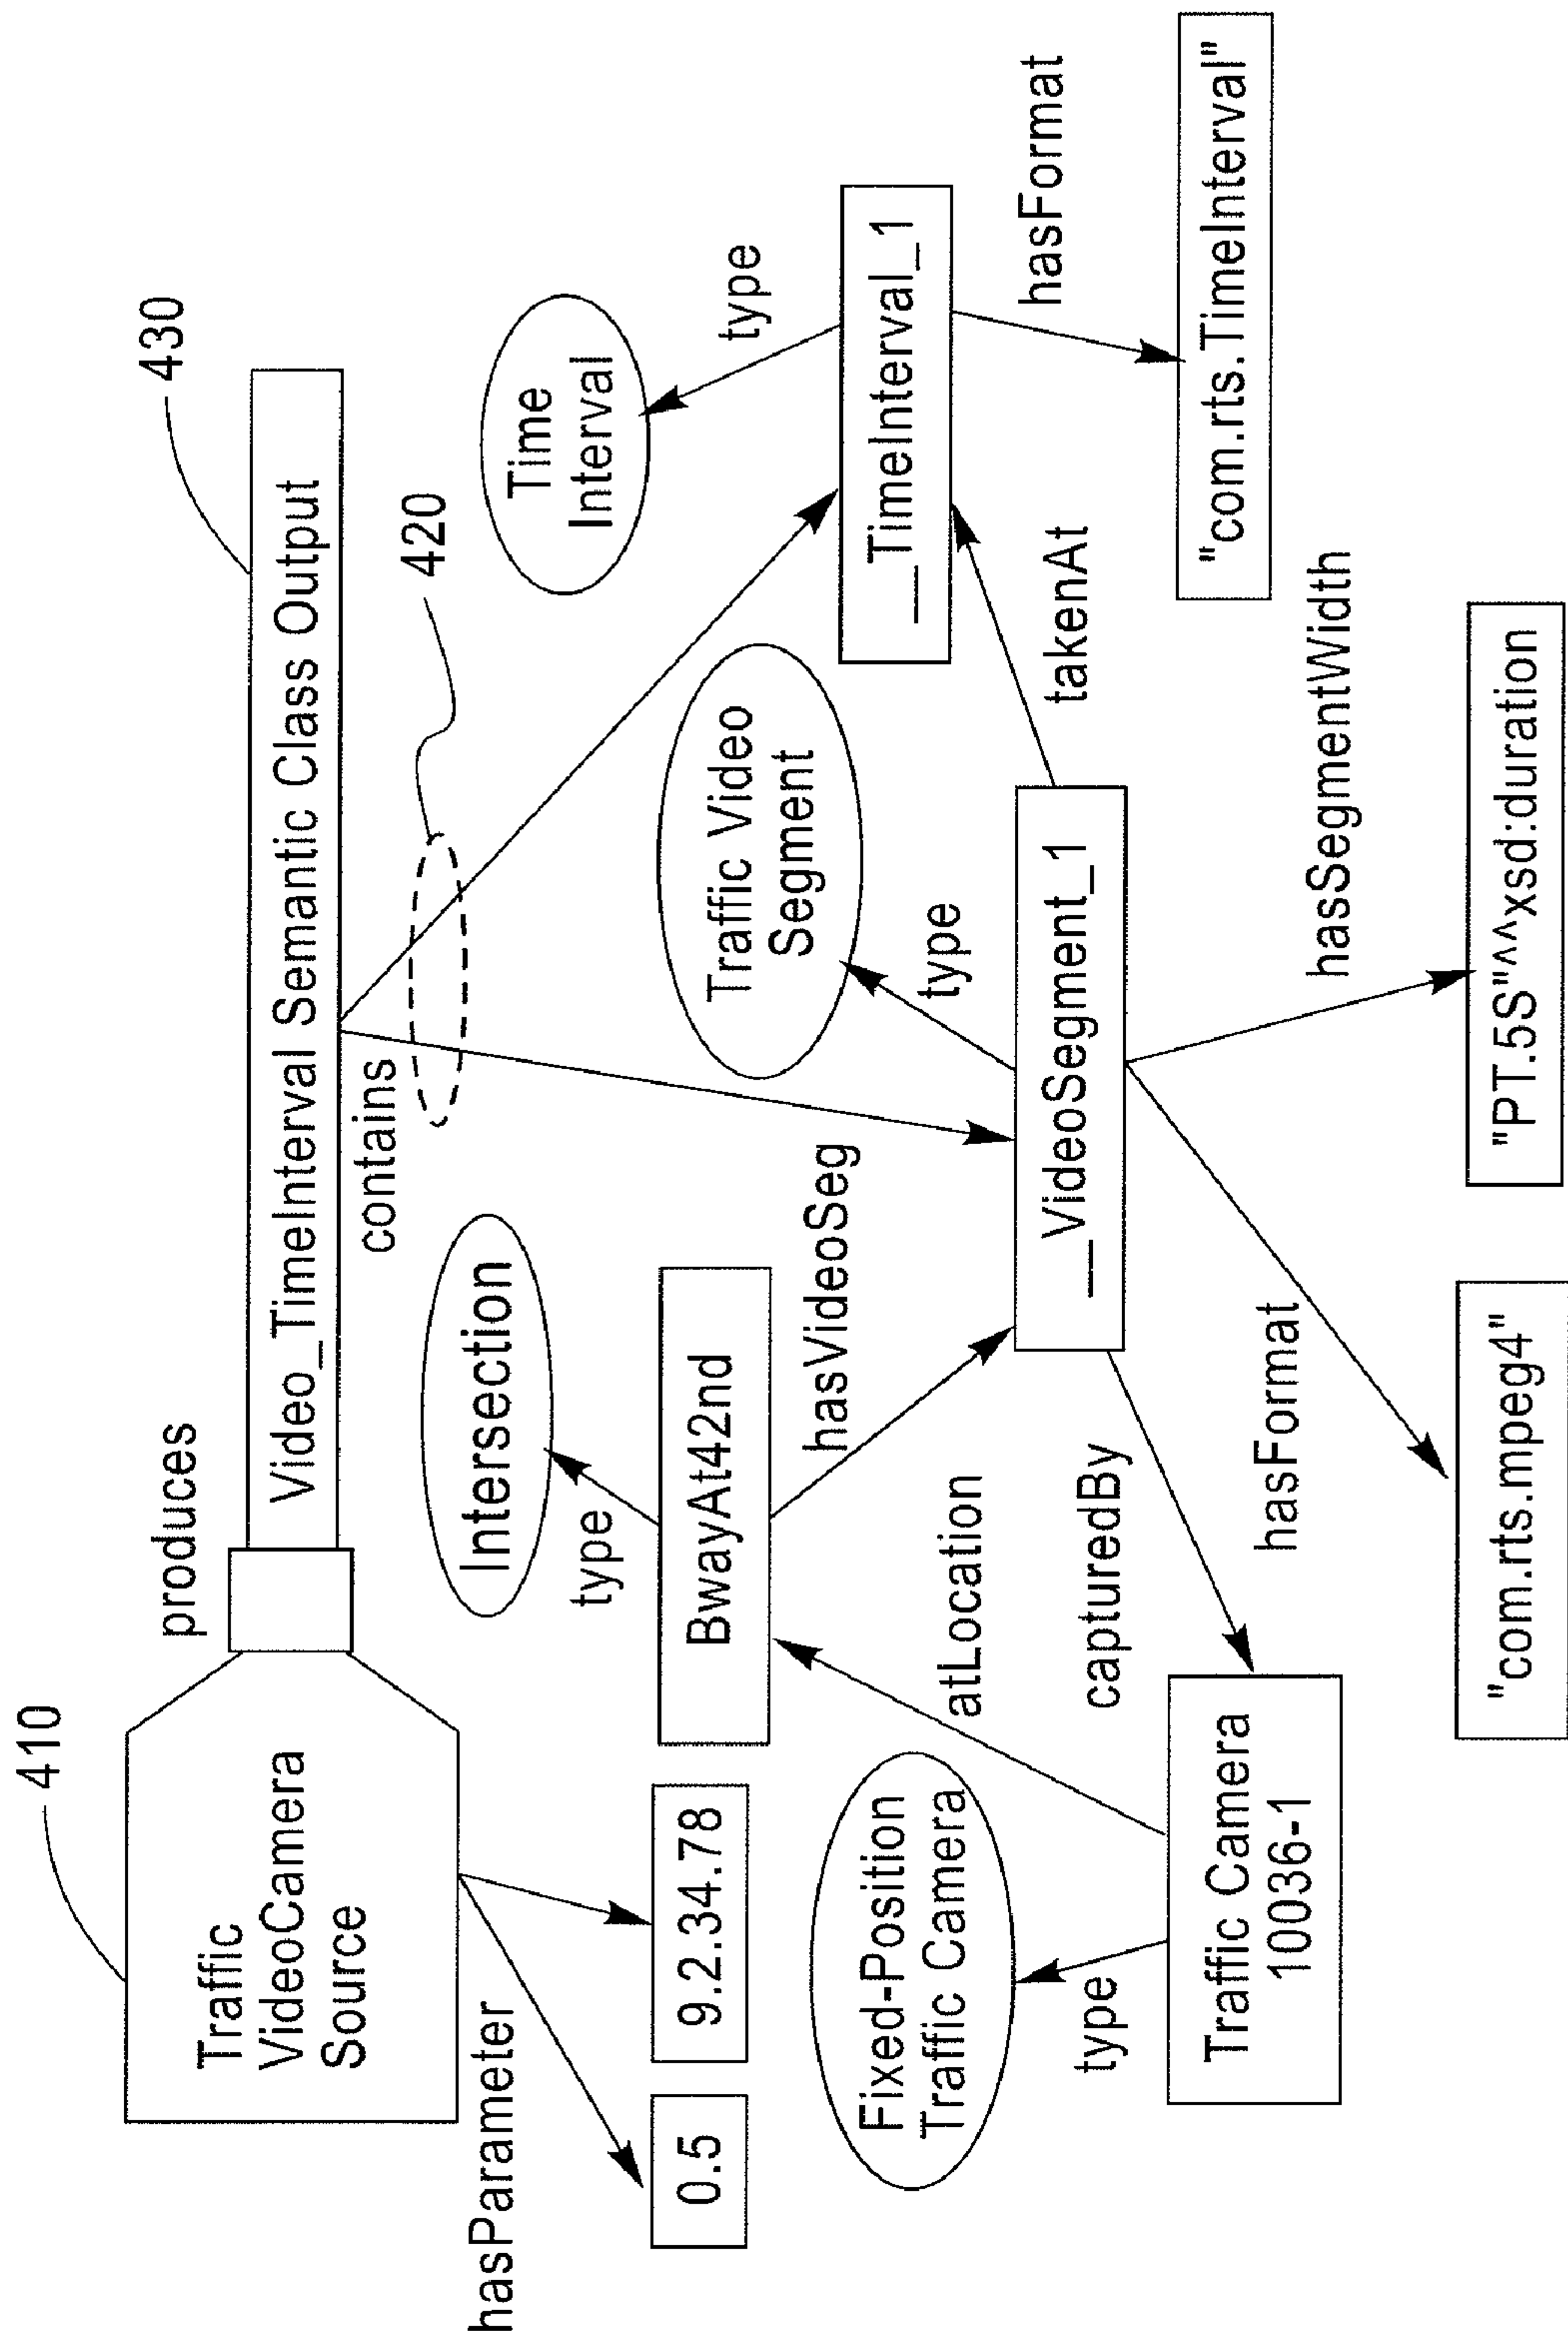 410
Traffic
VideoCamera
Source
produces
430
Video_TimeInterval Semantic Class Output
contains
420
hasParameter
0.5
9.2.34.78
Intersection
type
BwayAt42nd
hasVideoSeg
Time
Interval
type
Traffic Video
Segment
type
__TimeInterval_1
hasFormat
"com.rts.TimeInterval"
takenAt
Fixed-Position
Traffic Camera
type
atLocation
capturedBy
__VideoSegment_1
Traffic Camera
10036-1
hasFormat
hasSegmentWidth
"com.rts.mpeg4"
"PT.5S"^^xsd:duration